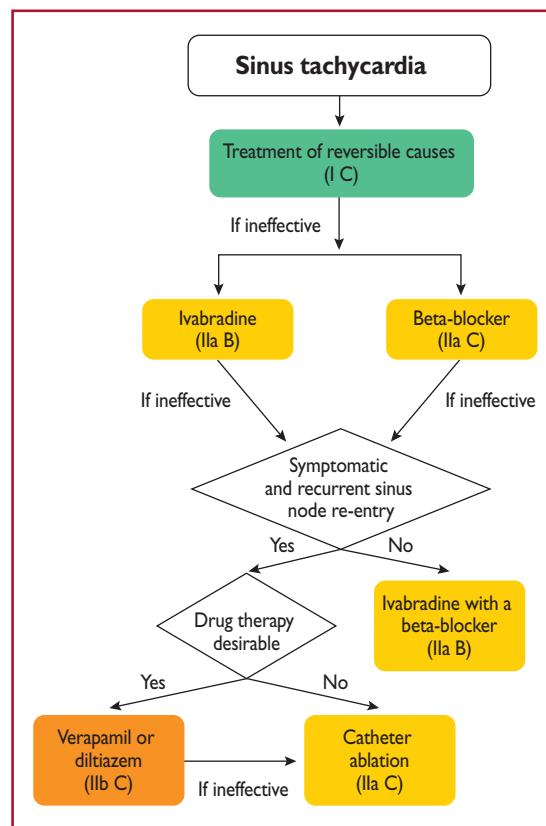 Sinus tachycardia
Treatment of reversible causes
(I C)
If ineffective
Ivabradine
(IIa B)
Beta-blocker
(IIa C)
If ineffective
If ineffective
Symptomatic
and recurrent sinus
node re-entry
Yes
No
Drug therapy
desirable
Ivabradine with a
beta-blocker
(IIa B)
Yes
No
Verapamil or
diltiazem
(IIb C)
If ineffective
Catheter
ablation
(IIa C)